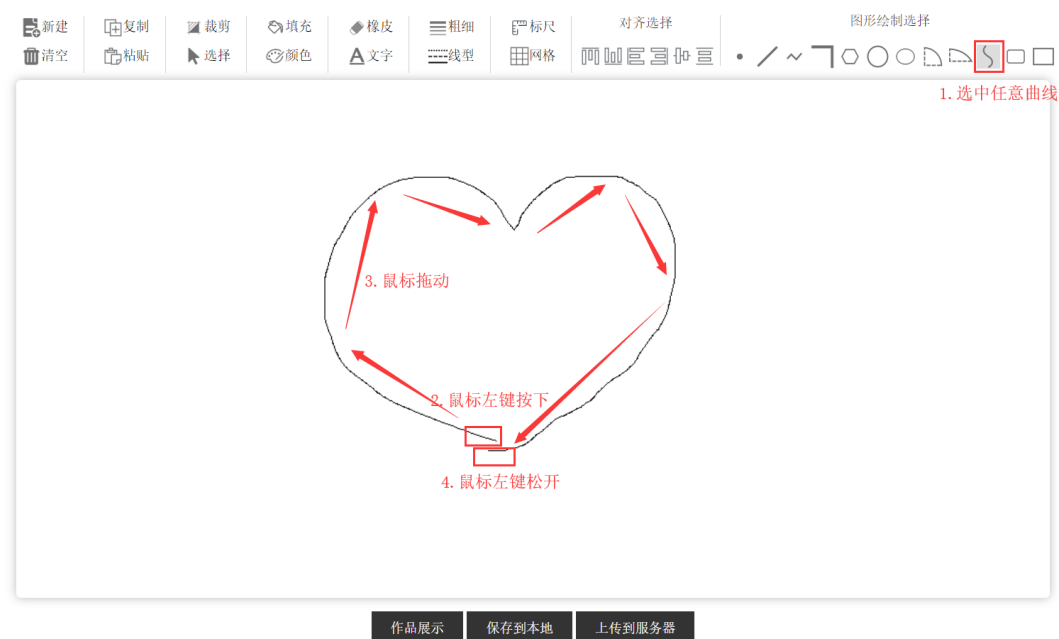 新建 复制 裁剪 填充 橡皮 粗细 标尺 对齐选择 图形绘制选择
清空 粘贴 选择 颜色 文字 线型 网格
1.选中任意曲线
3.鼠标拖动
2.鼠标左键按下
4.鼠标左键松开
作品展示 保存到本地 上传到服务器